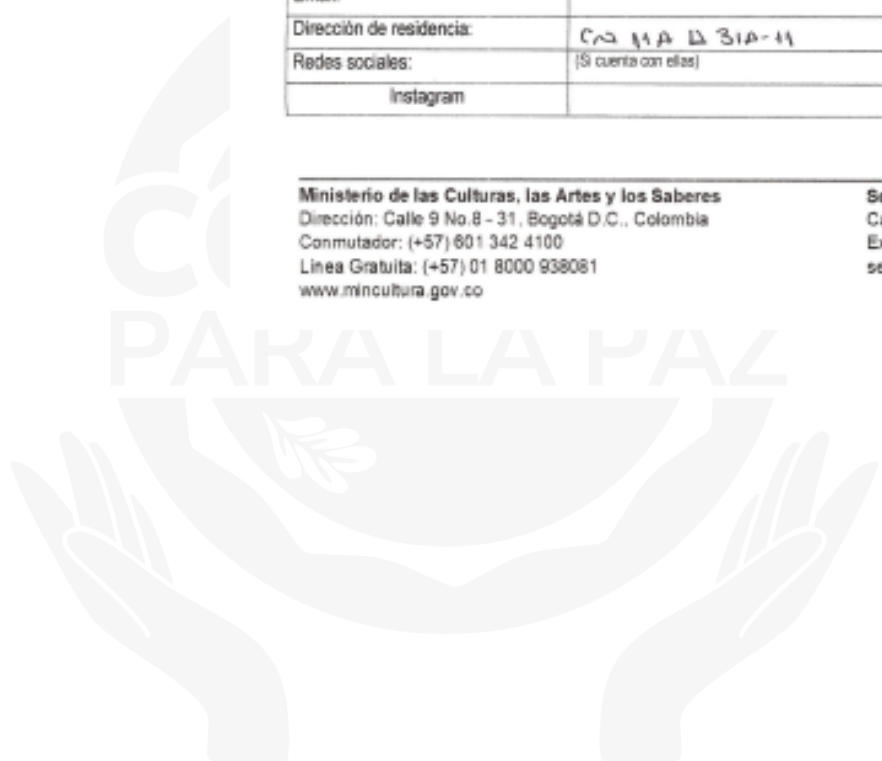 Dirección de residencia:
31A-11
Redes sociales:
(Si cuenta con ellas)
Instagram
Ministerio de las Culturas, las Artes y los Saberes
Dirección: Calle 9 No.8 - 31, Bogotá D.C., Colombia
Conmutador: (+57) 601 342 4100
Línea Gratuita: (+57) 01 8000 938081
www.mincultura.gov.co
PARA LA PAZ